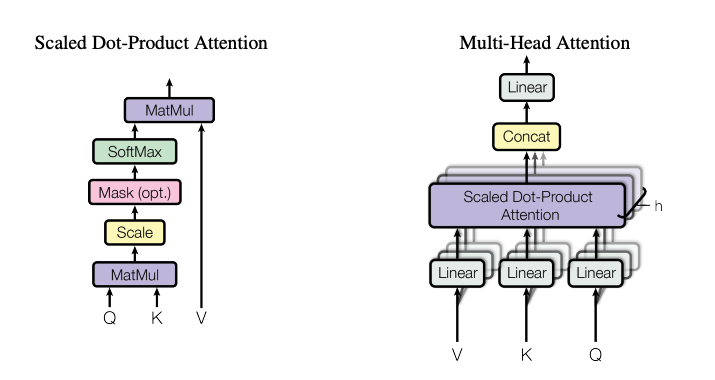 Scaled Dot-Product Attention
MatMul
SoftMax
Mask (opt.)
Scale
MatMul
Q K V
Multi-Head Attention
Linear
Concat
Scaled Dot-Product
Attention
h
Linear Linear Linear
V K Q